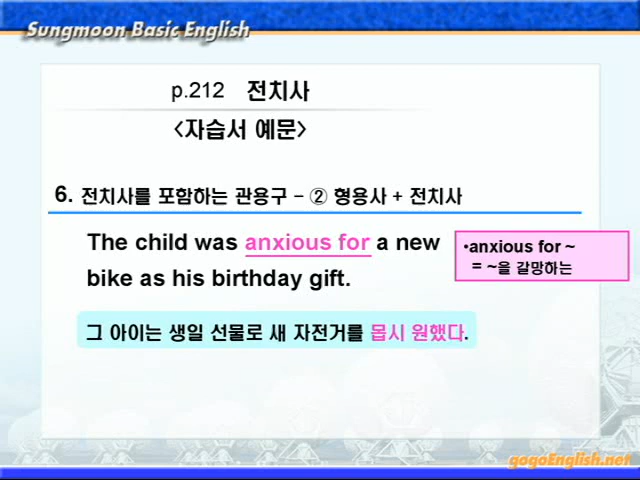 Sungmoon Basic English
p.212 전치사
<자습서 예문>
6. 전치사를 포함하는 관용구 - ② 형용사 + 전치사
The child was anxious for a new
bike as his birthday gift.
•anxious for ~
= ~을 갈망하는
그 아이는 생일 선물로 새 자전거를 몹시 원했다.
gogoEnglish.net